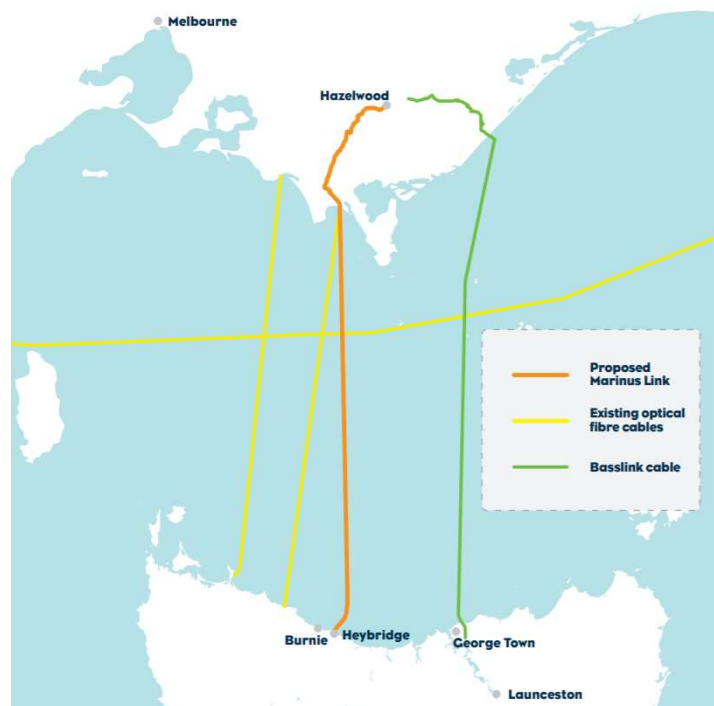 Melbourne
Hazelwood
Proposed
Marinus Link
Existing optical
fibre cables
Basslink cable
Burnie
Heybridge
George Town
Launceston